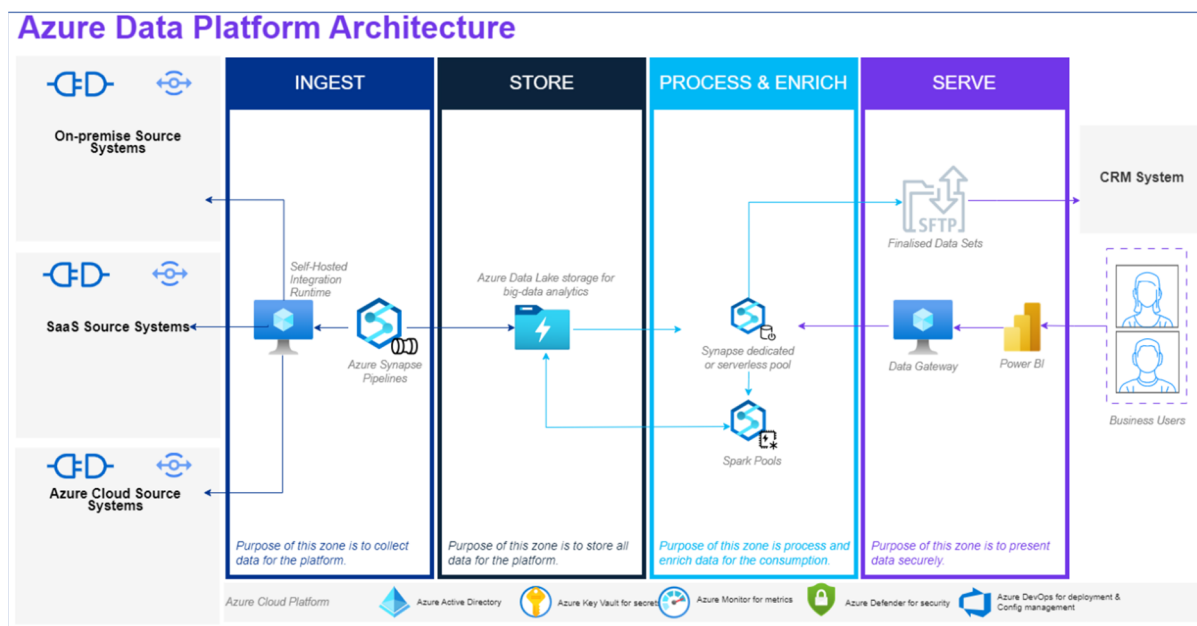 Azure Data Platform Architecture
On-premise Source
Systems
SaaS Source Systems
Azure Cloud Source
Systems
INGEST
Self-Hosted
Integration
Runtime
Azure Synapse
Pipelines
Purpose of this zone is to collect
data for the platform.
STORE
Azure Data Lake storage for
big-data analytics
Purpose of this zone is to store all
data for the platform.
PROCESS & ENRICH
Synapse dedicated
or serverless pool
Spark Pools
Purpose of this zone is process and
enrich data for the consumption.
SERVE
SFTP
Finalised Data Sets
Data Gateway
Power BI
Purpose of this zone is to present
data securely.
CRM System
Business Users
Azure Cloud Platform
Azure Active Directory
Azure Key Vault for secret
Azure Monitor for metrics
Azure Defender for security
Azure DevOps for deployment &
Config management